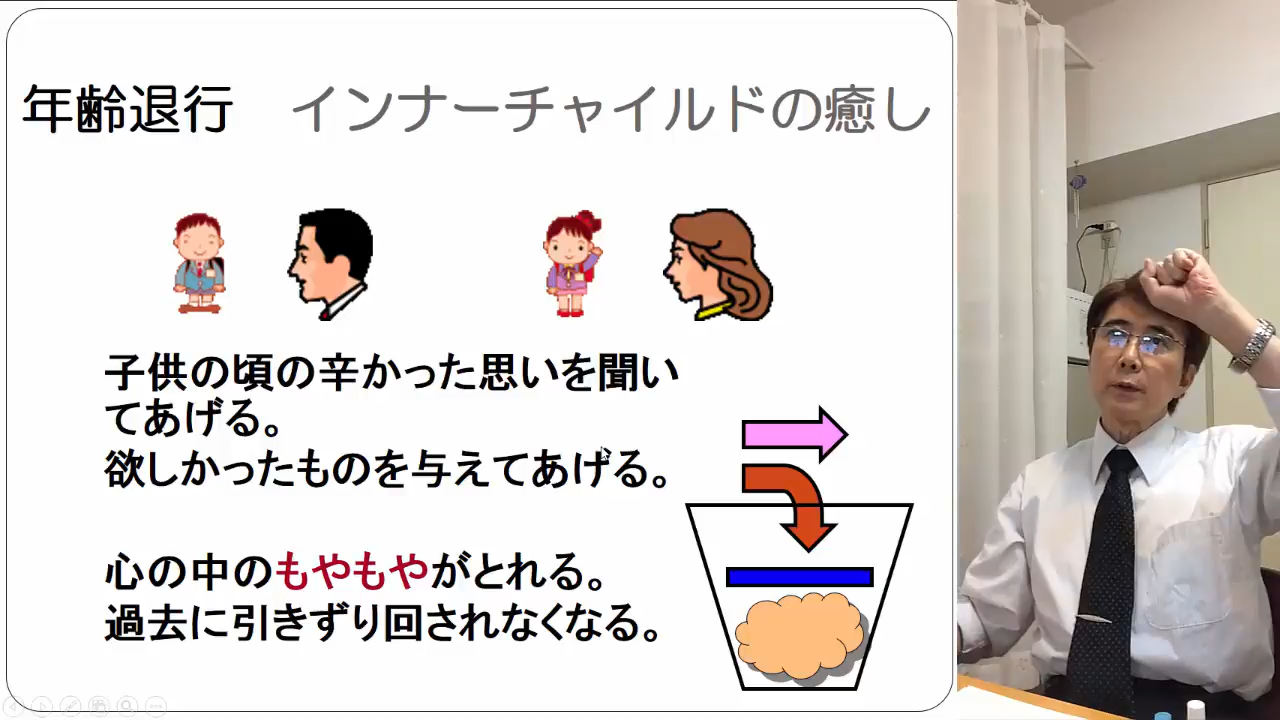 年齢退行 インナーチャイルドの癒し
子供の頃の辛かった思いを聞い
てあげる。
欲しかったものを与えてあげる。
心の中のもやもやがとれる。
過去に引きずり回されなくなる。